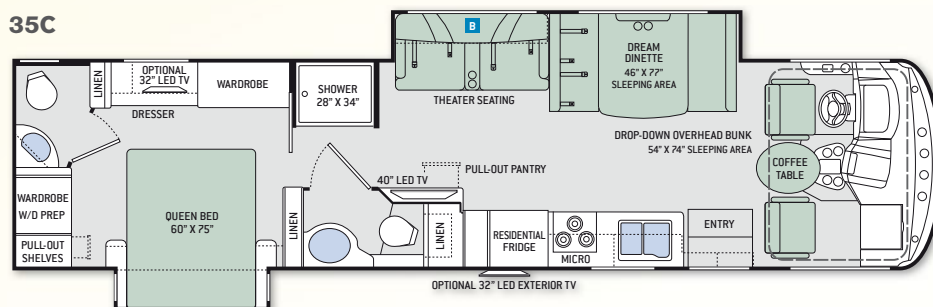 35C
B
LINEN
OPTIONAL
32" LED TV
WARDROBE
DRESSER
SHOWER
28" X 34"
THEATER SEATING
DREAM
DINETTE
46" X 77"
SLEEPING AREA
DROP-DOWN OVERHEAD BUNK
54" X 74" SLEEPING AREA
COFFEE
TABLE
PULL-OUT PANTRY
40" LED TV
WARDROBE
W/D PREP
PULL-OUT
SHELVES
QUEEN BED
60" X 75"
LINEN
LINEN
RESIDENTIAL
FRIDGE
MICRO
ENTRY
OPTIONAL 32" LED EXTERIOR TV